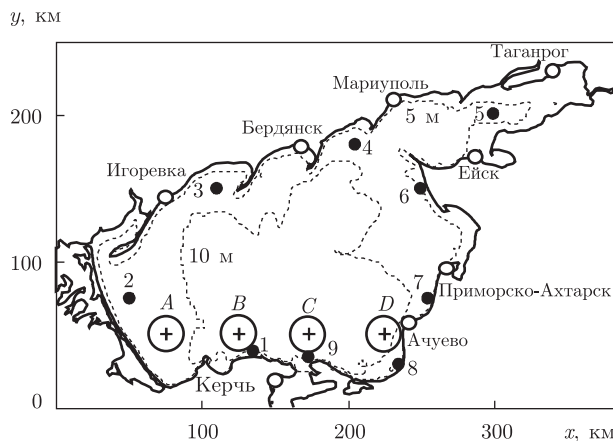 y, км
Таганрог
Мариуполь
5 м
5
200
Бердянск
4
Игоревка
3
Ейск
6
10 м
100
2
7
Приморско-Ахтарск
A
B
C
D
Ачуево
1
9
8
Керчь
0
100
200
300
x, км